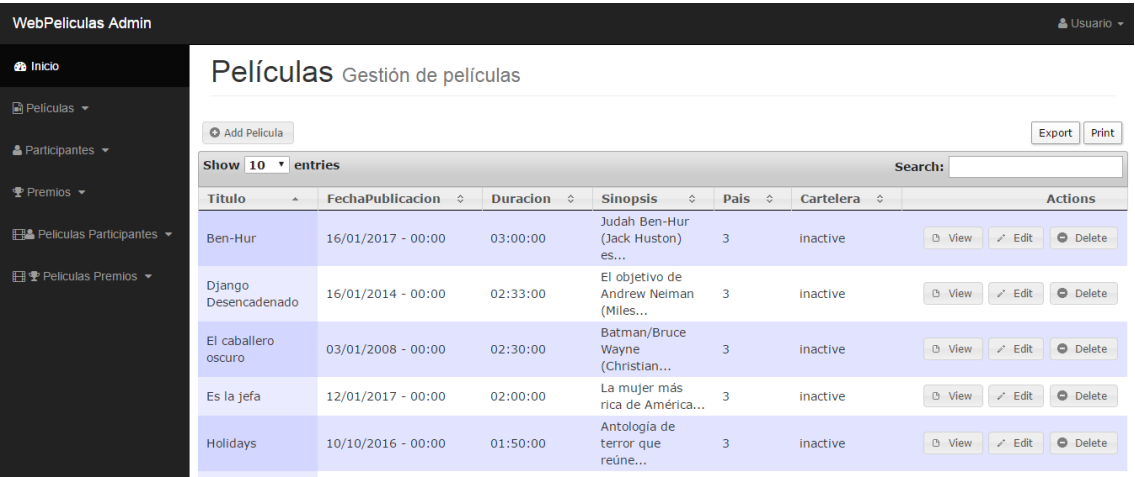 WebPeliculas Admin
Usuario
Inicio
Películas
Participantes
Premios
Peliculas Participantes
Peliculas Premios
Películas Gestión de películas
Add Pelicula
Export Print
Show 10 entries
Search:
Titulo FechaPublicacion Duracion Sinopsis Pais Cartelera Actions
Ben-Hur 16/01/2017 - 00:00 03:00:00 Judah Ben-Hur (Jack Huston) es... 3 inactive View Edit Delete
Django Desencadenado 16/01/2014 - 00:00 02:33:00 El objetivo de Andrew Neiman (Miles... 3 inactive View Edit Delete
El caballero oscuro 03/01/2008 - 00:00 02:30:00 Batman/Bruce Wayne (Christian... 3 inactive View Edit Delete
Es la jefa 12/01/2017 - 00:00 02:00:00 La mujer más rica de América... 3 inactive View Edit Delete
Holidays 10/10/2016 - 00:00 01:50:00 Antología de terror que reúne... 3 inactive View Edit Delete